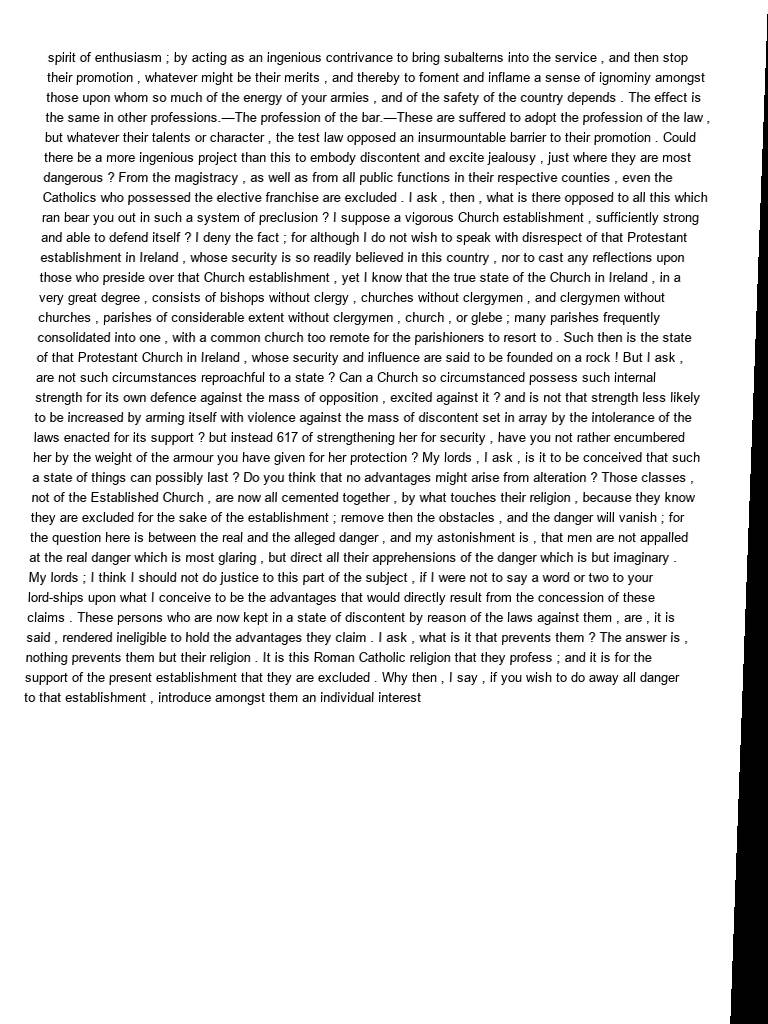 spirit of enthusiasm ; by acting as an ingenious contrivance to bring subalterns into the service , and then stop
their promotion , whatever might be their merits , and thereby to foment and inflame a sense of ignominy amongst
those upon whom so much of the energy of your armies , and of the safety of the country depends . The effect is
the same in other professions.—The profession of the bar.—These are suffered to adopt the profession of the law ,
but whatever their talents or character , the test law opposed an insurmountable barrier to their promotion . Could
there be a more ingenious project than this to embody discontent and excite jealousy , just where they are most
dangerous ? From the magistracy , as well as from all public functions in their respective counties , even the
Catholics who possessed the elective franchise are excluded . I ask , then , what is there opposed to all this which
ran bear you out in such a system of preclusion ? I suppose a vigorous Church establishment , sufficiently strong
and able to defend itself ? I deny the fact ; for although I do not wish to speak with disrespect of that Protestant
establishment in Ireland , whose security is so readily believed in this country , nor to cast any reflections upon
those who preside over that Church establishment , yet I know that the true state of the Church in Ireland , in a
very great degree , consists of bishops without clergy , churches without clergymen , and clergymen without
churches , parishes of considerable extent without clergymen , church , or glebe ; many parishes frequently
consolidated into one , with a common church too remote for the parishioners to resort to . Such then is the state
of that Protestant Church in Ireland , whose security and influence are said to be founded on a rock ! But I ask ,
are not such circumstances reproachful to a state ? Can a Church so circumstanced possess such internal
strength for its own defence against the mass of opposition , excited against it ? and is not that strength less likely
to be increased by arming itself with violence against the mass of discontent set in array by the intolerance of the
laws enacted for its support ? but instead 617 of strengthening her for security , have you not rather encumbered
her by the weight of the armour you have given for her protection ? My lords , I ask , is it to be conceived that such
a state of things can possibly last ? Do you think that no advantages might arise from alteration ? Those classes ,
not of the Established Church , are now all cemented together , by what touches their religion , because they know
they are excluded for the sake of the establishment ; remove then the obstacles , and the danger will vanish ; for
the question here is between the real and the alleged danger , and my astonishment is , that men are not appalled
at the real danger which is most glaring , but direct all their apprehensions of the danger which is but imaginary .
My lords ; I think I should not do justice to this part of the subject , if I were not to say a word or two to your
lord-ships upon what I conceive to be the advantages that would directly result from the concession of these
claims . These persons who are now kept in a state of discontent by reason of the laws against them , are , it is
said , rendered ineligible to hold the advantages they claim . I ask , what is it that prevents them ? The answer is ,
nothing prevents them but their religion . It is this Roman Catholic religion that they profess ; and it is for the
support of the present establishment that they are excluded . Why then , I say , if you wish to do away all danger
to that establishment , introduce amongst them an individual interest